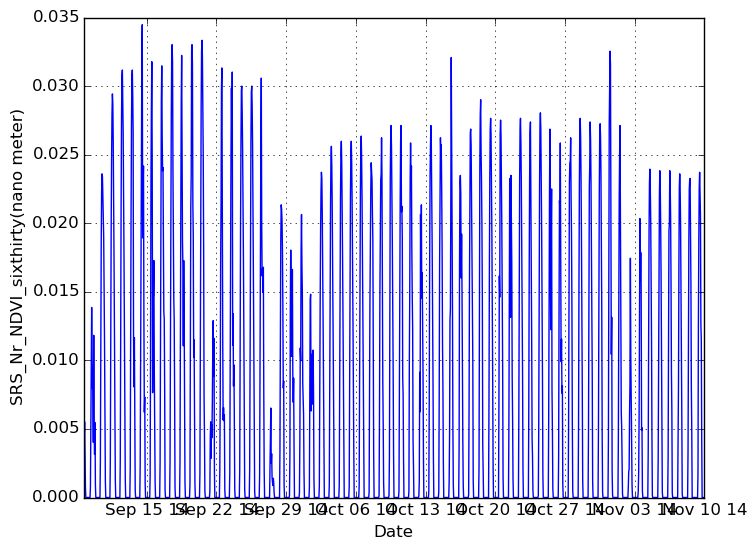 0.035
0.030
0.025
0.020
0.015
0.010
0.005
0.000
SRS_Nr_NDVI_sixthirty(nano meter)
Sep 15 14
Sep 22 14
Sep 29 14
Oct 06 14
Oct 13 14
Oct 20 14
Oct 27 14
Nov 03 14
Nov 10 14
Date